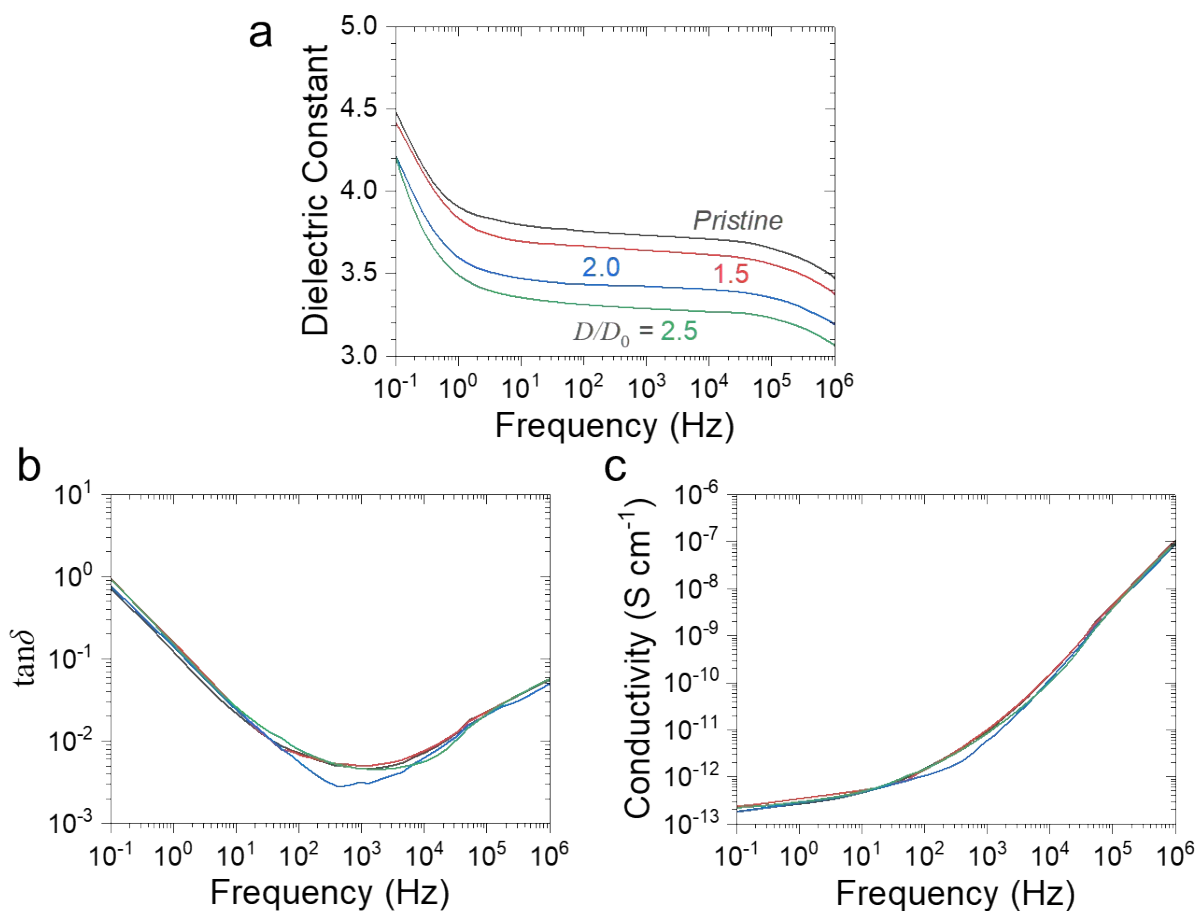 a
Dielectric Constant
5.0
4.5
4.0
3.5
3.0
Pristine
2.0
1.5
D/D₀ = 2.5
10⁻¹ 10⁰ 10¹ 10² 10³ 10⁴ 10⁵ 10⁶
Frequency (Hz)
b
tanδ
10¹
10⁰
10⁻¹
10⁻²
10⁻³
10⁻¹ 10⁰ 10¹ 10² 10³ 10⁴ 10⁵ 10⁶
Frequency (Hz)
c
Conductivity (S cm⁻¹)
10⁻⁶
10⁻⁷
10⁻⁸
10⁻⁹
10⁻¹⁰
10⁻¹¹
10⁻¹²
10⁻¹³
10⁻¹ 10⁰ 10¹ 10² 10³ 10⁴ 10⁵ 10⁶
Frequency (Hz)